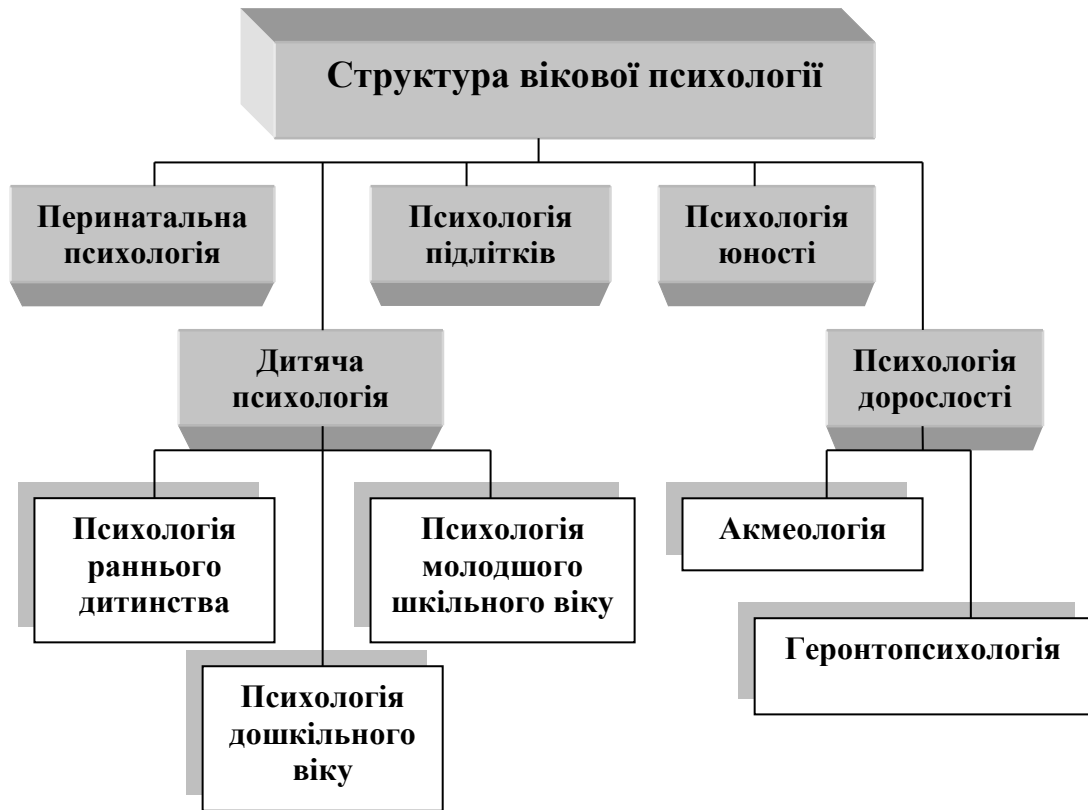 Структура вікової психології
Перинатальна
психологія
Психологія
підлітків
Психологія
юності
Дитяча
психологія
Психологія
дорослості
Психологія
раннього
дитинства
Психологія
молодшого
шкільного віку
Акмеологія
Геронтопсихологія
Психологія
дошкільного
віку